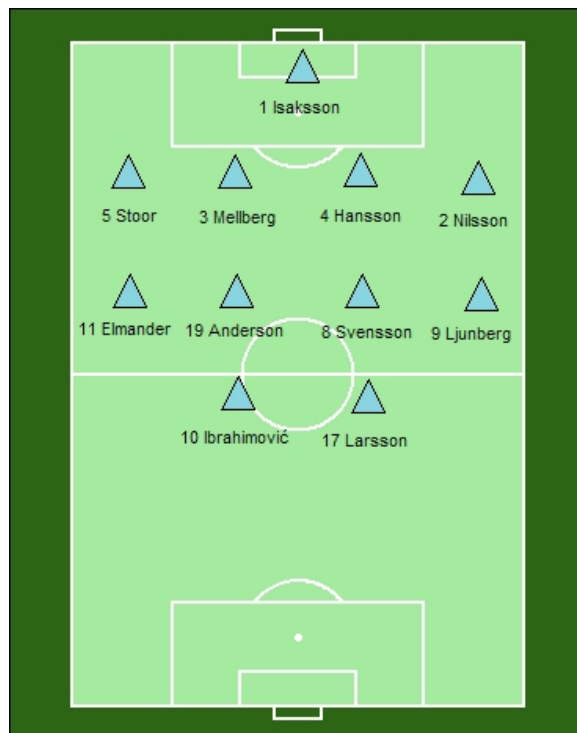 1 Isaksson
5 Stoor
3 Mellberg
4 Hansson
2 Nilsson
11 Elmander
19 Anderson
8 Svensson
9 Ljunberg
10 Ibrahimović
17 Larsson